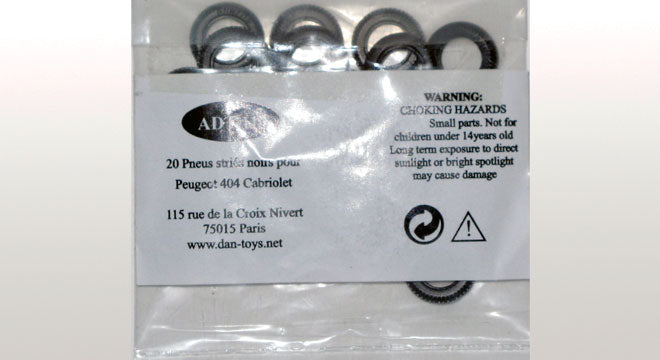 AD
20 Pneus striés noirs pour
Peugeot 404 Cabriolet
115 rue de la Croix Nivert
75015 Paris
www.dan-toys.net
WARNING:
CHOKING HAZARDS
Small parts. Not for
children under 14years old
Long term exposure to direct
sunlight or bright spotlight
may cause damage